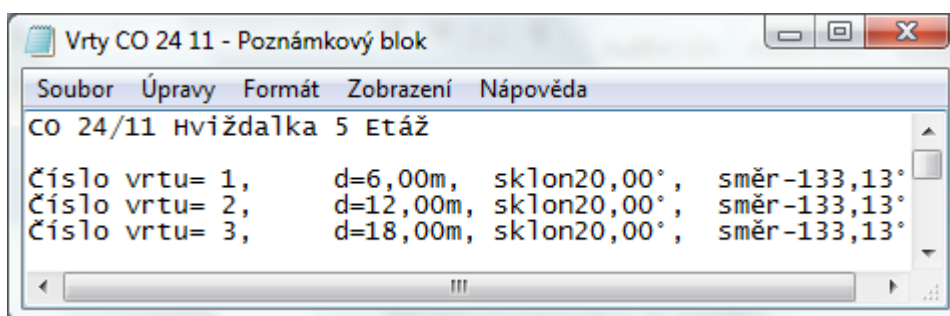 Vrty CO 24 11 - Poznámkový blok
Soubor Úpravy Formát Zobrazení Nápověda
CO 24/11 Hviždalka 5 Etáž
Číslo vrtu= 1, d=6,00m, sklon20,00°, směr-133,13°
Číslo vrtu= 2, d=12,00m, sklon20,00°, směr-133,13°
Číslo vrtu= 3, d=18,00m, sklon20,00°, směr-133,13°